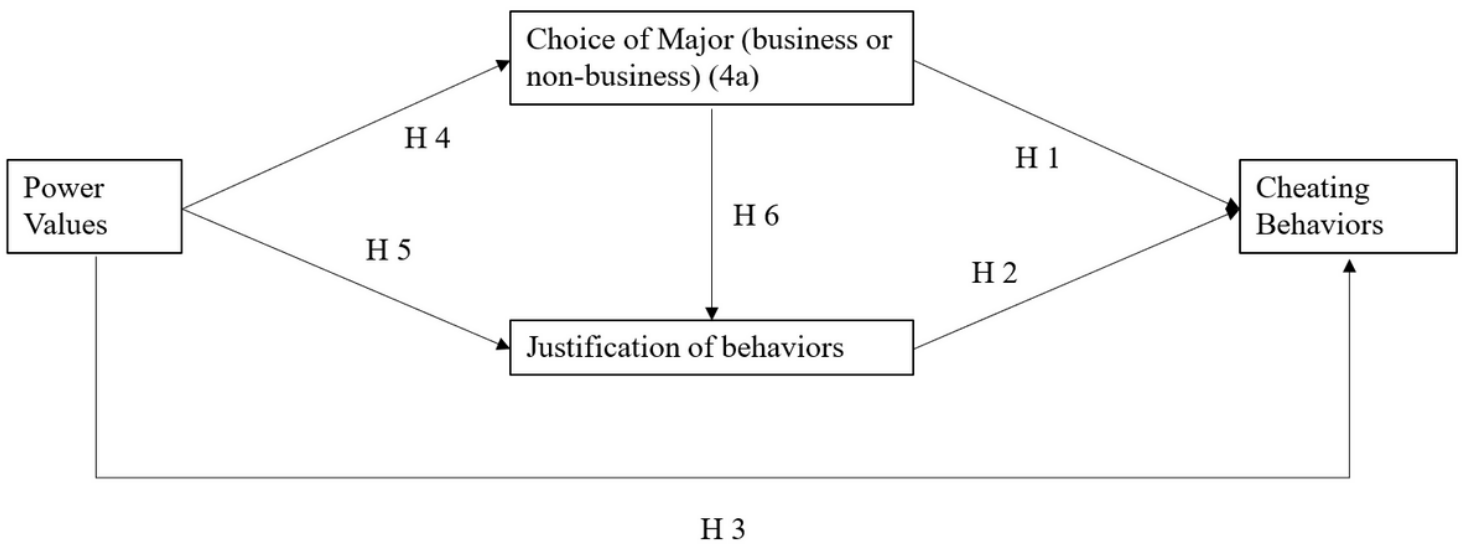 Choice of Major (business or
non-business) (4a)
H 4
H 1
Power
Values
Cheating
Behaviors
H 6
H 5
H 2
Justification of behaviors
H 3